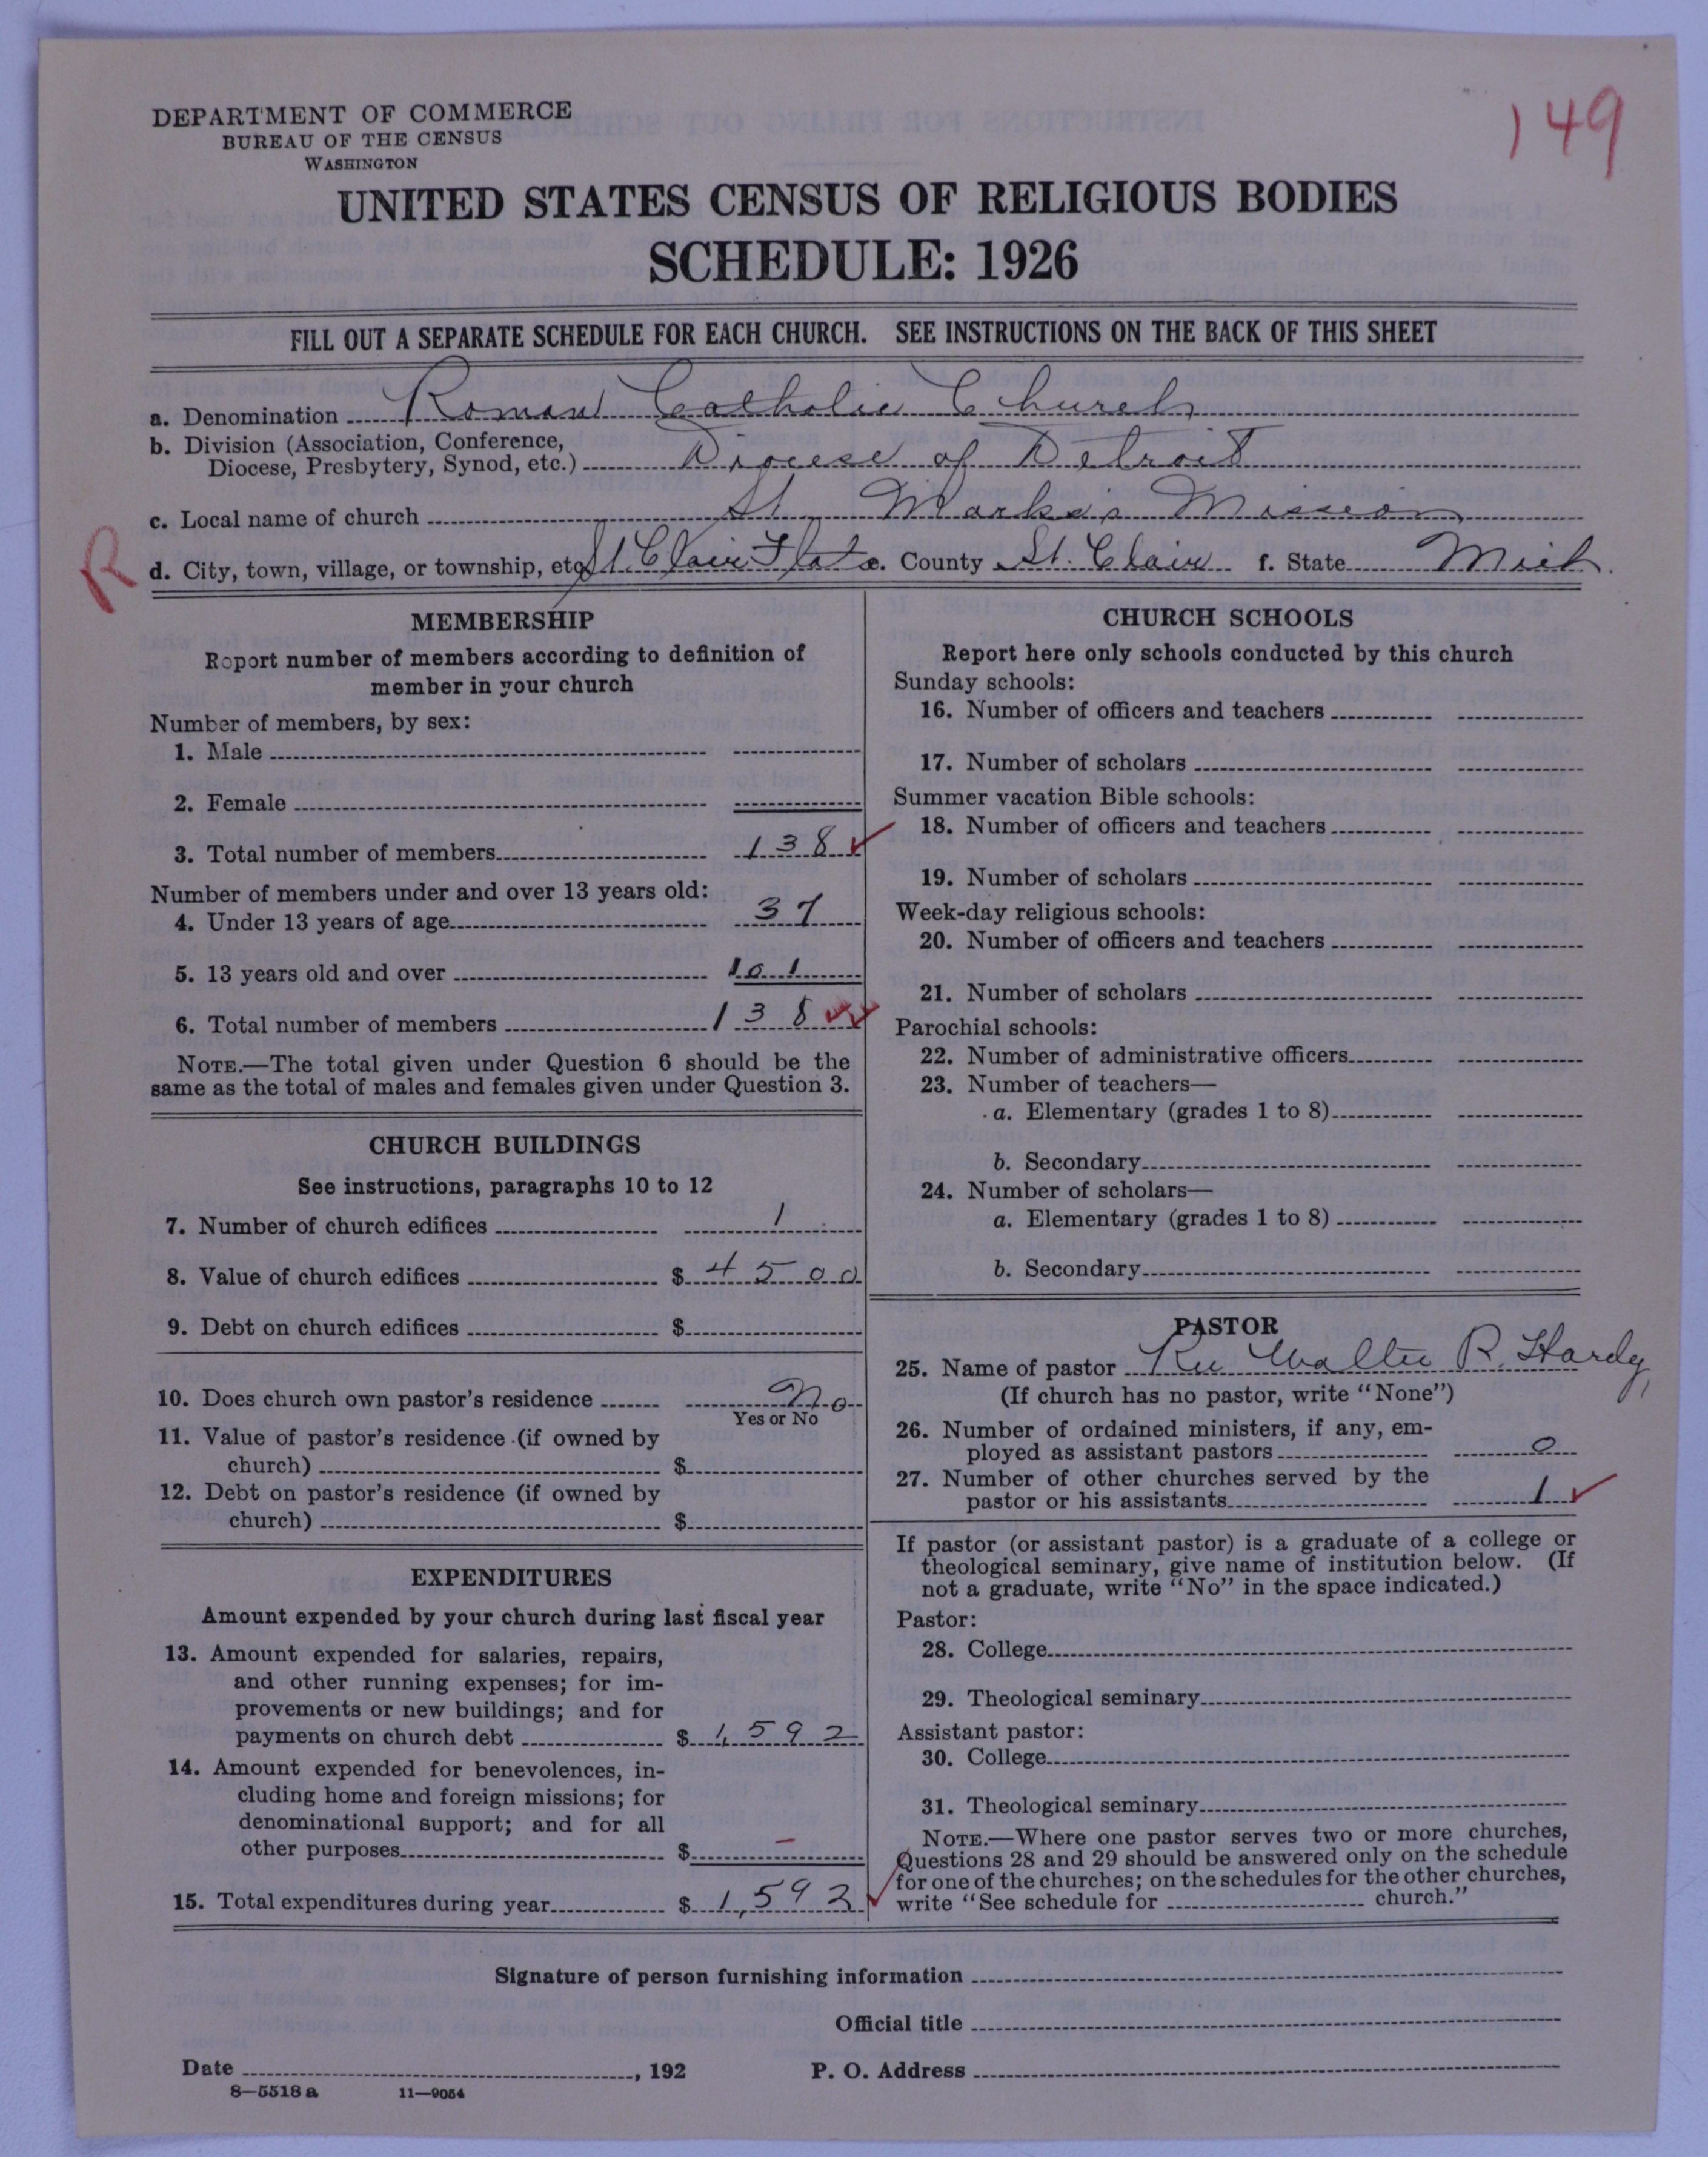 149
DEPARTMENT OF COMMERCE
BUREAU OF THE CENSUS
WASHINGTON
UNITED STATES CENSUS OF RELIGIOUS BODIES
SCHEDULE: 1926
FILL OUT A SEPARATE SCHEDULE FOR EACH CHURCH. SEE INSTRUCTIONS ON THE BACK OF THIS SHEET
a. Denomination Roman Catholic Church
b. Division (Association, Conference,
Diocese, Presbytery, Synod, etc.) Diocese of Detroit
c. Local name of church St. Mark's Mission
R
d. City, town, village, or township, etc. St. Clair Flats e. County St. Clair f. State Mich.
MEMBERSHIP
Report number of members according to definition of
member in your church
Number of members, by sex:
1. Male
2. Female
3. Total number of members 138 ✓
Number of members under and over 13 years old:
4. Under 13 years of age 37
5. 13 years old and over 101
6. Total number of members 138 ✓✓
NOTE.—The total given under Question 6 should be the
same as the total of males and females given under Question 3.
CHURCH BUILDINGS
See instructions, paragraphs 10 to 12
7. Number of church edifices 1
8. Value of church edifices $ 4500
9. Debt on church edifices $
10. Does church own pastor's residence No
Yes or No
11. Value of pastor's residence (if owned by
church) $
12. Debt on pastor's residence (if owned by
church) $
EXPENDITURES
Amount expended by your church during last fiscal year
13. Amount expended for salaries, repairs,
and other running expenses; for im-
provements or new buildings; and for
payments on church debt $ 1,592
14. Amount expended for benevolences, in-
cluding home and foreign missions; for
denominational support; and for all
other purposes $ –
15. Total expenditures during year $ 1,592 ✓
CHURCH SCHOOLS
Report here only schools conducted by this church
Sunday schools:
16. Number of officers and teachers
17. Number of scholars
Summer vacation Bible schools:
18. Number of officers and teachers
19. Number of scholars
Week-day religious schools:
20. Number of officers and teachers
21. Number of scholars
Parochial schools:
22. Number of administrative officers
23. Number of teachers—
a. Elementary (grades 1 to 8)
b. Secondary
24. Number of scholars—
a. Elementary (grades 1 to 8)
b. Secondary
PASTOR
25. Name of pastor Rev Walter R. Hardy
(If church has no pastor, write "None")
26. Number of ordained ministers, if any, em-
ployed as assistant pastors 0
27. Number of other churches served by the
pastor or his assistants 1 ✓
If pastor (or assistant pastor) is a graduate of a college or
theological seminary, give name of institution below. (If
not a graduate, write "No" in the space indicated.)
Pastor:
28. College
29. Theological seminary
Assistant pastor:
30. College
31. Theological seminary
NOTE.—Where one pastor serves two or more churches,
Questions 28 and 29 should be answered only on the schedule
for one of the churches; on the schedules for the other churches,
write "See schedule for church."
Signature of person furnishing information
Official title
Date , 192 P. O. Address
8—5518 a 11—9054